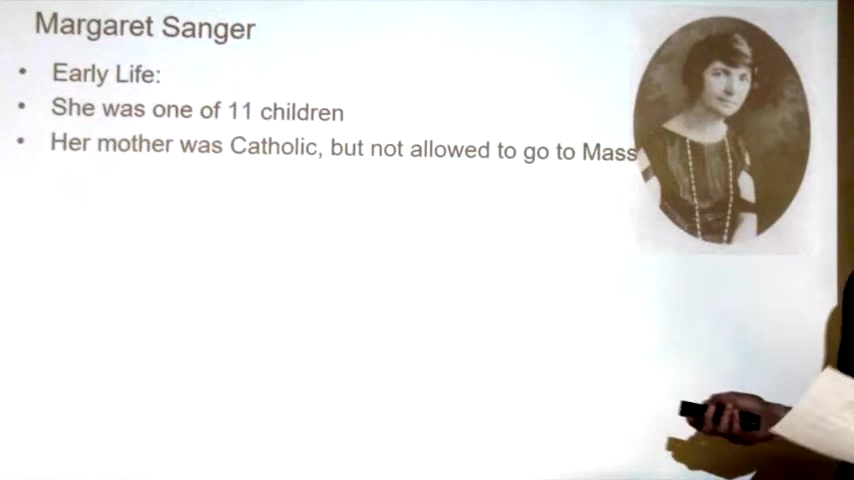 Margaret Sanger
• Early Life:
• She was one of 11 children
• Her mother was Catholic, but not allowed to go to Mass